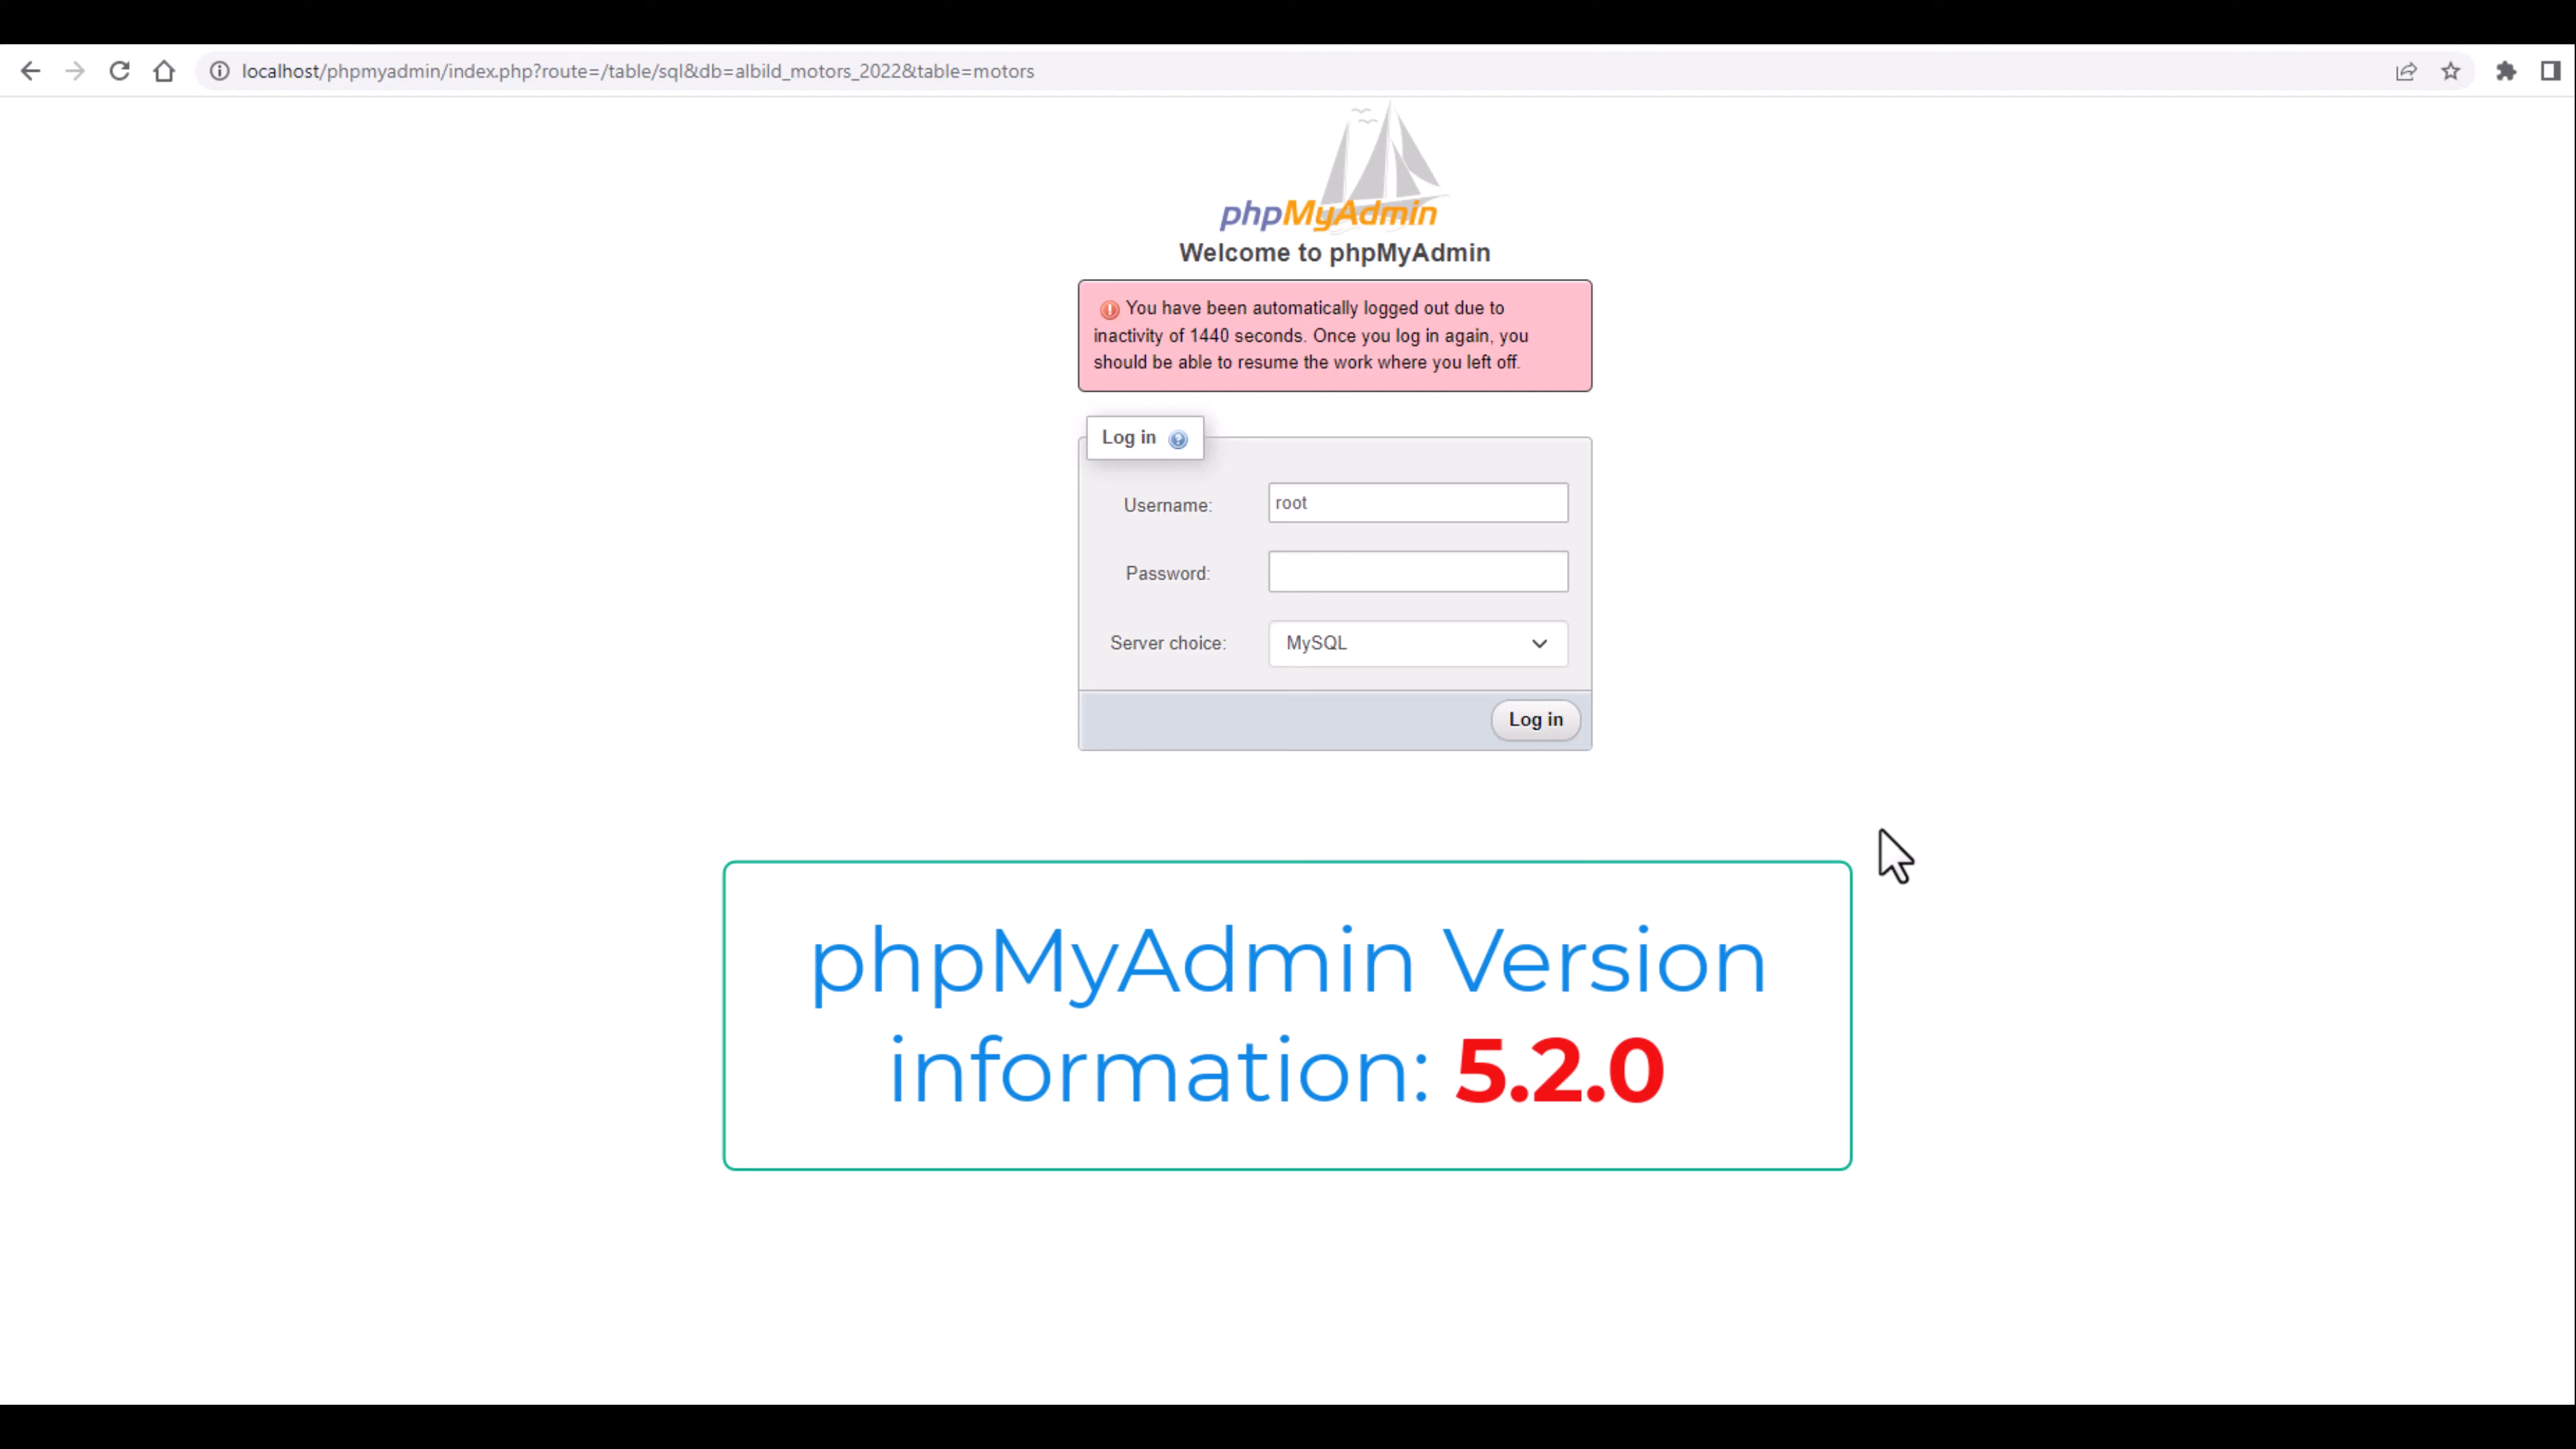 localhost/phpmyadmin/index.php?route=/table/sql&db=albild_motors_2022&table=motors
phpMyAdmin
Welcome to phpMyAdmin
You have been automatically logged out due to
inactivity of 1440 seconds. Once you log in again, you
should be able to resume the work where you left off.
Log in
Username: root
Password:
Server choice: MySQL
Log in
phpMyAdmin Version
information: 5.2.0